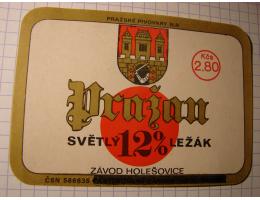 PRAŽSKÉ PIVOVARY N.P.
Kčs
2.80
Pražan
SVĚTLÝ 12% LEŽÁK
ZÁVOD HOLEŠOVICE
ČSN 566635